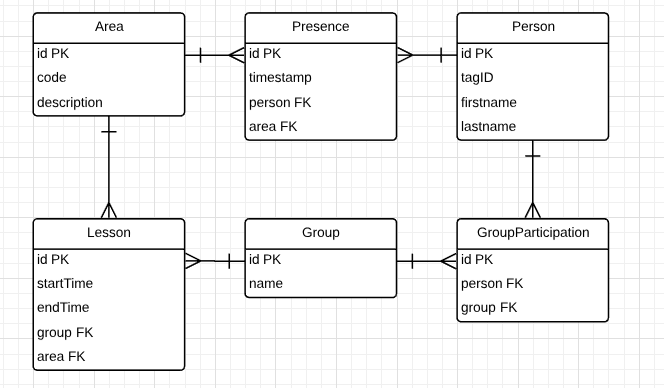 Area
id PK
code
description
Presence
id PK
timestamp
person FK
area FK
Person
id PK
tagID
firstname
lastname
Lesson
id PK
startTime
endTime
group FK
area FK
Group
id PK
name
GroupParticipation
id PK
person FK
group FK